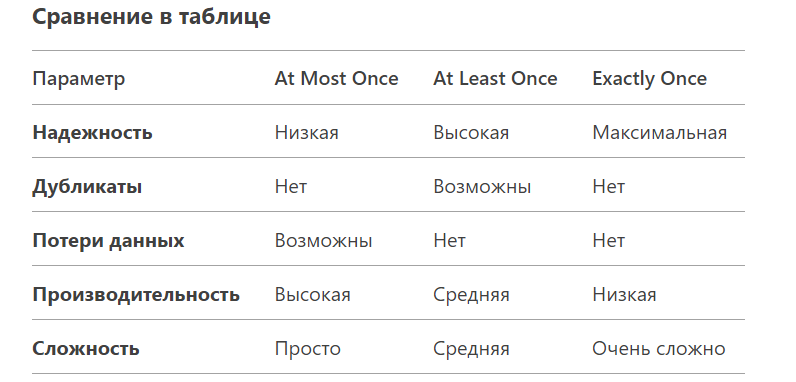 Сравнение в таблице
Параметр At Most Once At Least Once Exactly Once
Надежность Низкая Высокая Максимальная
Дубликаты Нет Возможны Нет
Потери данных Возможны Нет Нет
Производительность Высокая Средняя Низкая
Сложность Просто Средняя Очень сложно